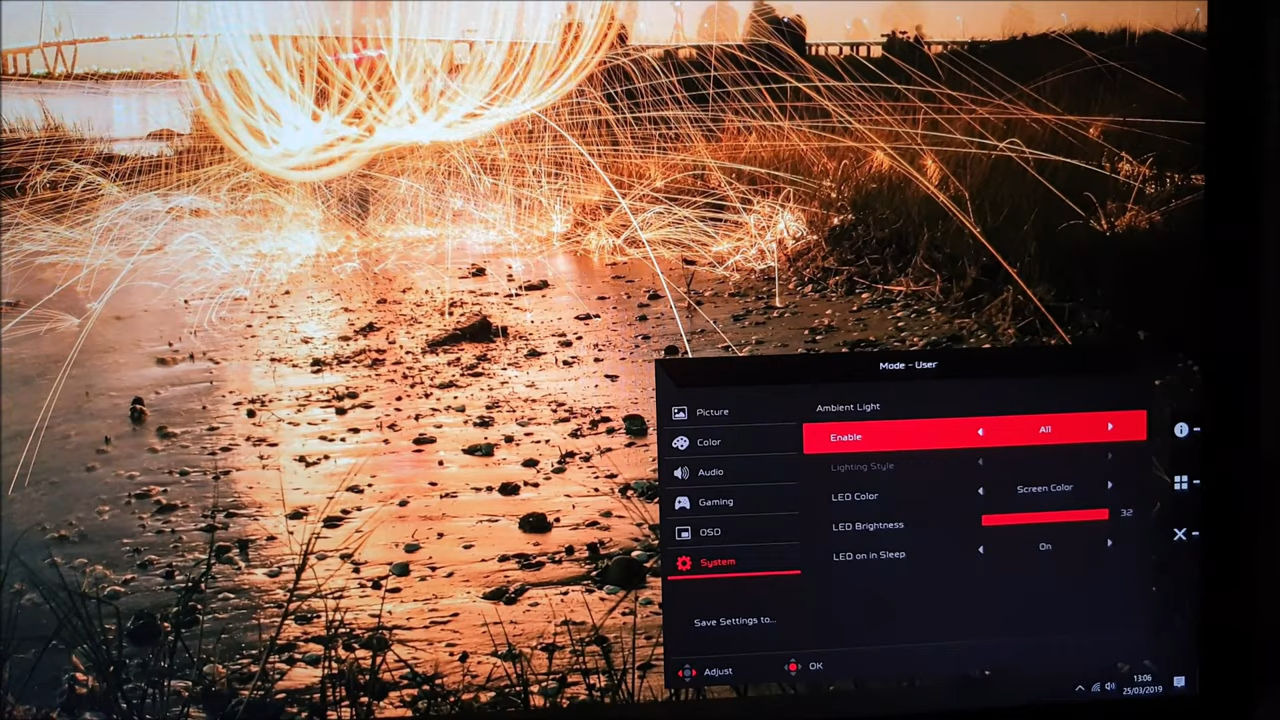 Mode - User
Picture
Color
Audio
Gaming
OSD
System
Save Settings to...
Ambient Light
Enable All
Lighting Style
LED Color Screen Color
LED Brightness 32
LED on in Sleep On
Adjust OK
13:06
25/03/2019